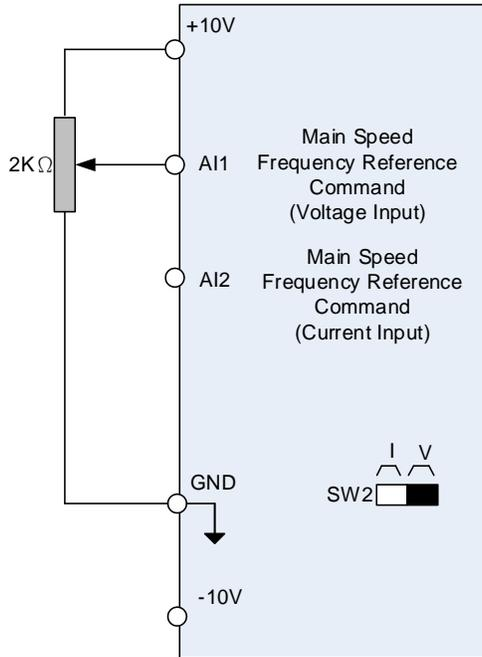 +10V
2KΩ
AI1
Main Speed
Frequency Reference
Command
(Voltage Input)
AI2
Main Speed
Frequency Reference
Command
(Current Input)
I V
SW2
GND
-10V